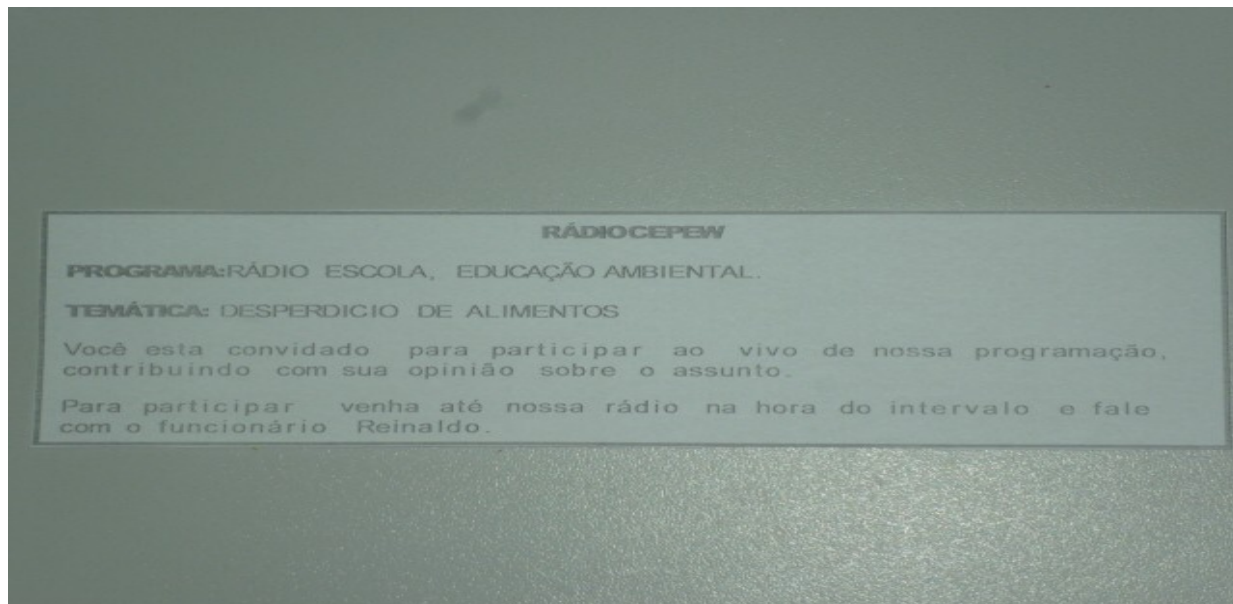 RÁDIOCEPEW
PROGRAMA:RÁDIO ESCOLA, EDUCAÇÃO AMBIENTAL.
TEMÁTICA: DESPERDICIO DE ALIMENTOS
Você esta convidado para participar ao vivo de nossa programação,
contribuindo com sua opinião sobre o assunto.
Para participar venha até nossa rádio na hora do intervalo e fale
com o funcionário Reinaldo.